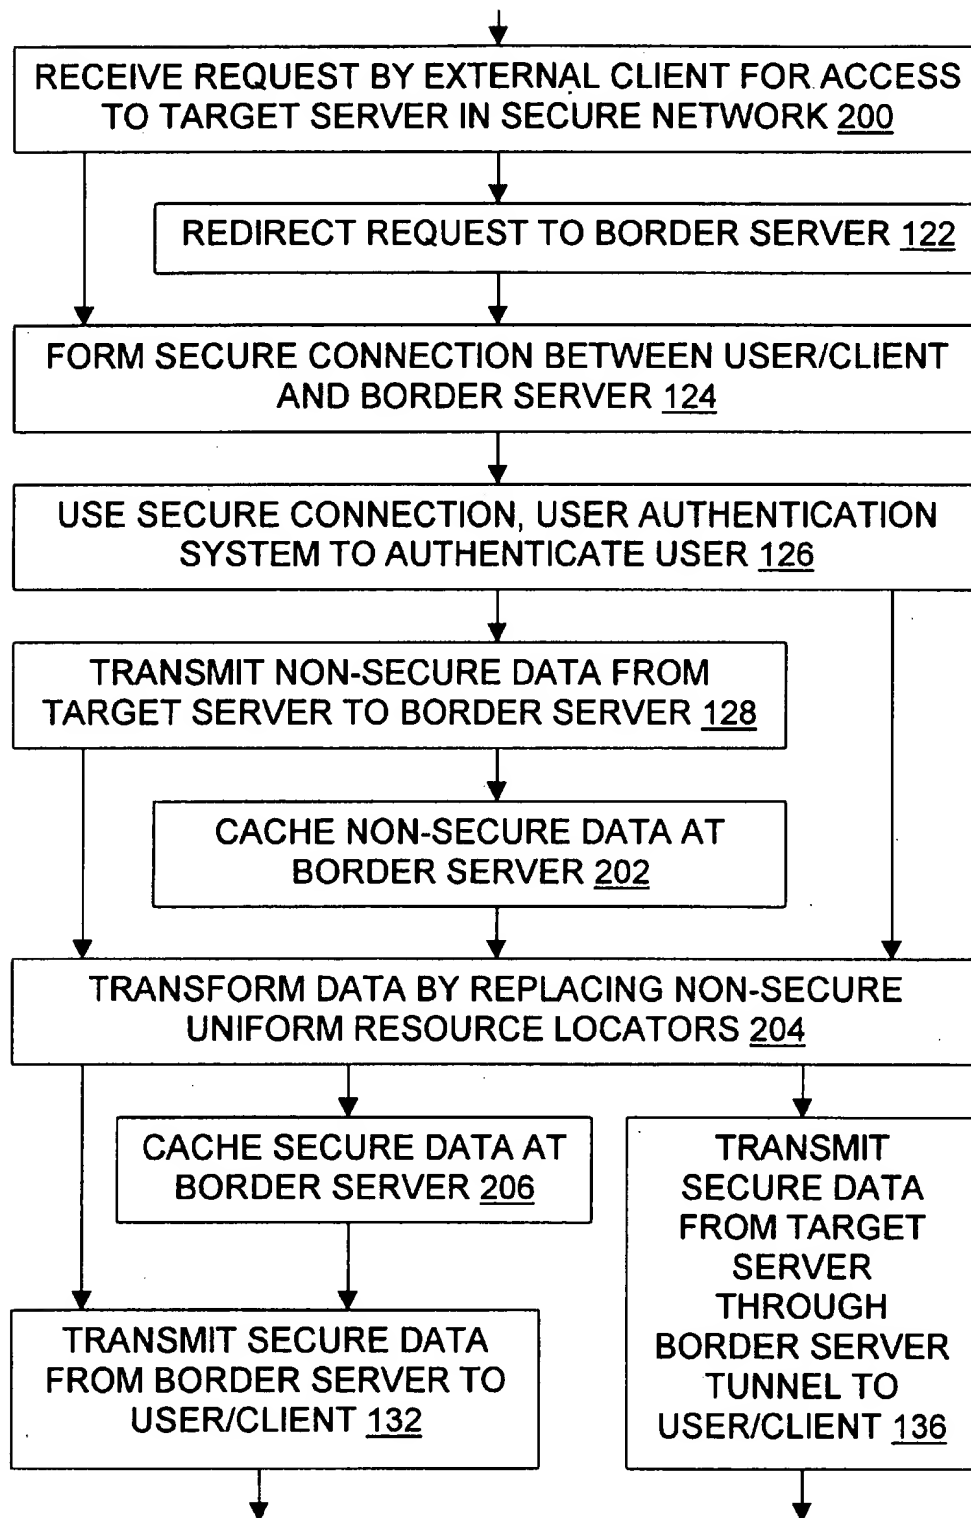 RECEIVE REQUEST BY EXTERNAL CLIENT FOR ACCESS
TO TARGET SERVER IN SECURE NETWORK 200
REDIRECT REQUEST TO BORDER SERVER 122
FORM SECURE CONNECTION BETWEEN USER/CLIENT
AND BORDER SERVER 124
USE SECURE CONNECTION, USER AUTHENTICATION
SYSTEM TO AUTHENTICATE USER 126
TRANSMIT NON-SECURE DATA FROM
TARGET SERVER TO BORDER SERVER 128
CACHE NON-SECURE DATA AT
BORDER SERVER 202
TRANSFORM DATA BY REPLACING NON-SECURE
UNIFORM RESOURCE LOCATORS 204
CACHE SECURE DATA AT
BORDER SERVER 206
TRANSMIT SECURE DATA
FROM BORDER SERVER TO
USER/CLIENT 132
TRANSMIT
SECURE DATA
FROM TARGET
SERVER
THROUGH
BORDER SERVER
TUNNEL TO
USER/CLIENT 136